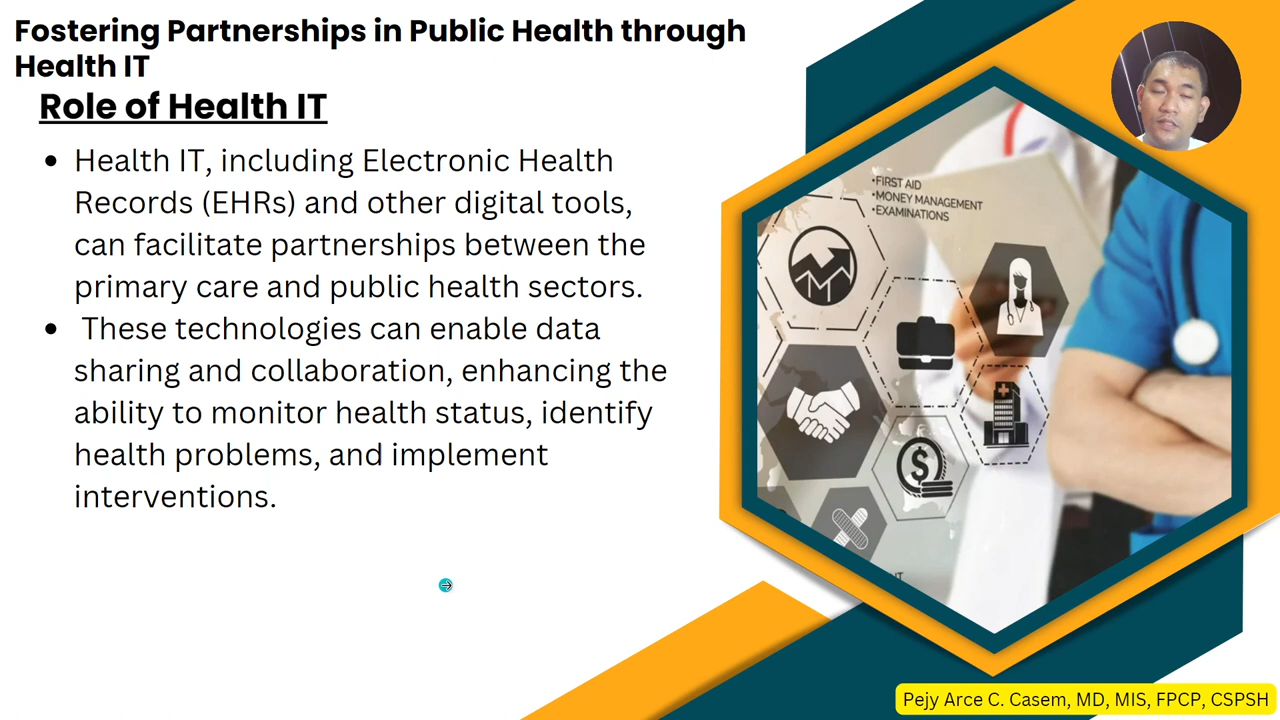 Fostering Partnerships in Public Health through
Health IT
Role of Health IT
• Health IT, including Electronic Health
Records (EHRs) and other digital tools,
can facilitate partnerships between the
primary care and public health sectors.
• These technologies can enable data
sharing and collaboration, enhancing the
ability to monitor health status, identify
health problems, and implement
interventions.
•FIRST AID
•MONEY MANAGEMENT
•EXAMINATIONS
Pejy Arce C. Casem, MD, MIS, FPCP, CSPSH